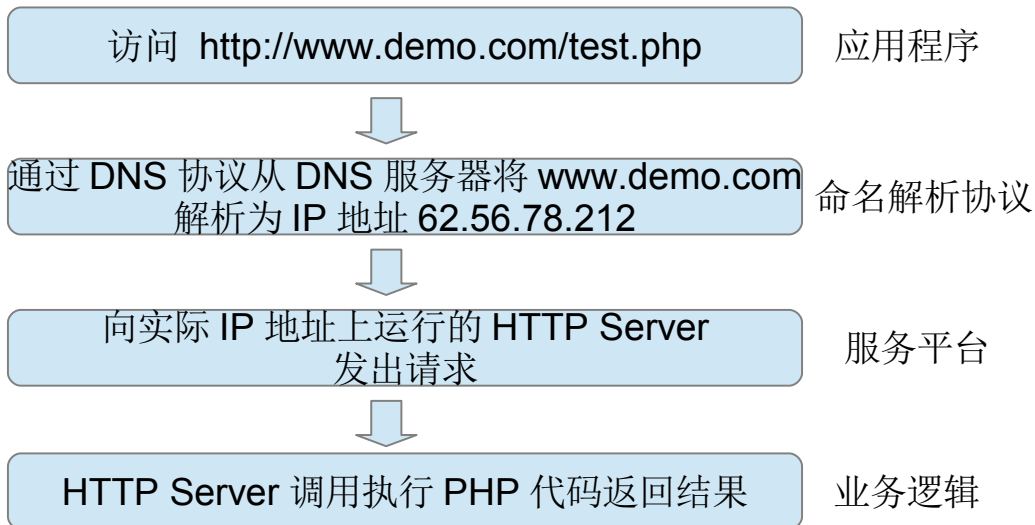 访问 http://www.demo.com/test.php
应用程序
通过 DNS 协议从 DNS 服务器将 www.demo.com
解析为 IP 地址 62.56.78.212
命名解析协议
向实际 IP 地址上运行的 HTTP Server
发出请求
服务平台
HTTP Server 调用执行 PHP 代码返回结果
业务逻辑